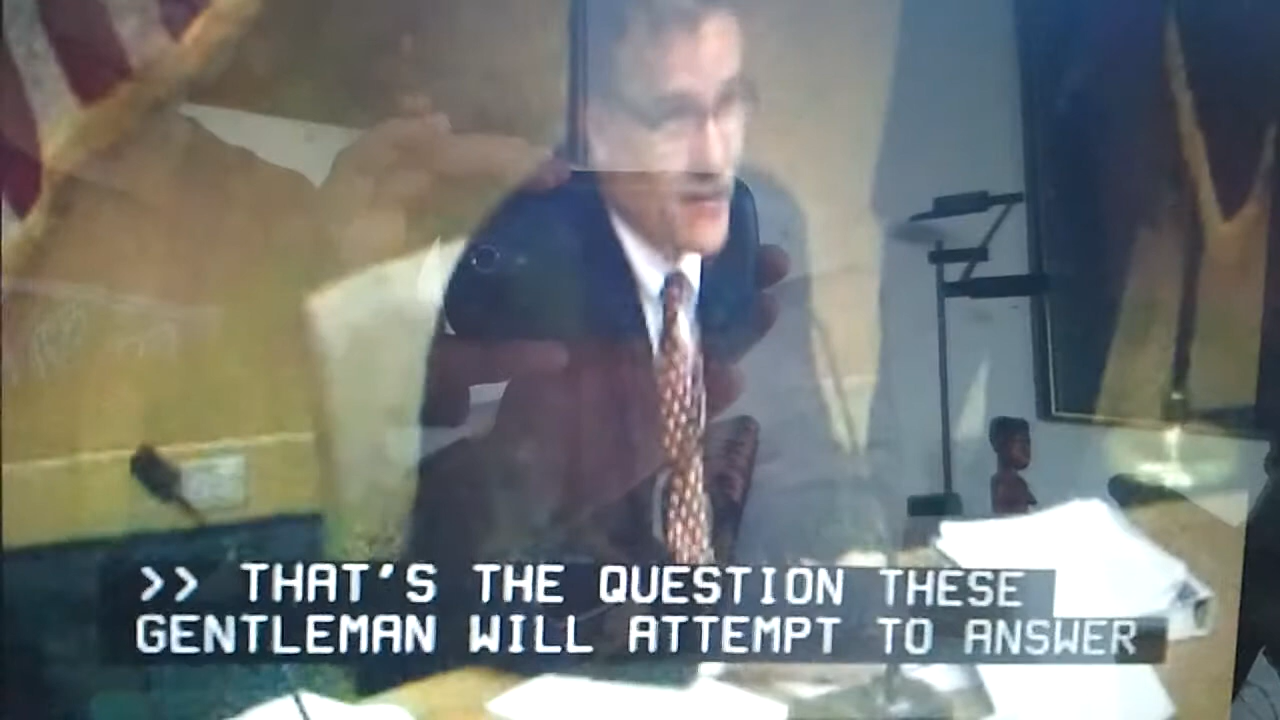 >> THAT'S THE QUESTION THESE
GENTLEMAN WILL ATTEMPT TO ANSWER